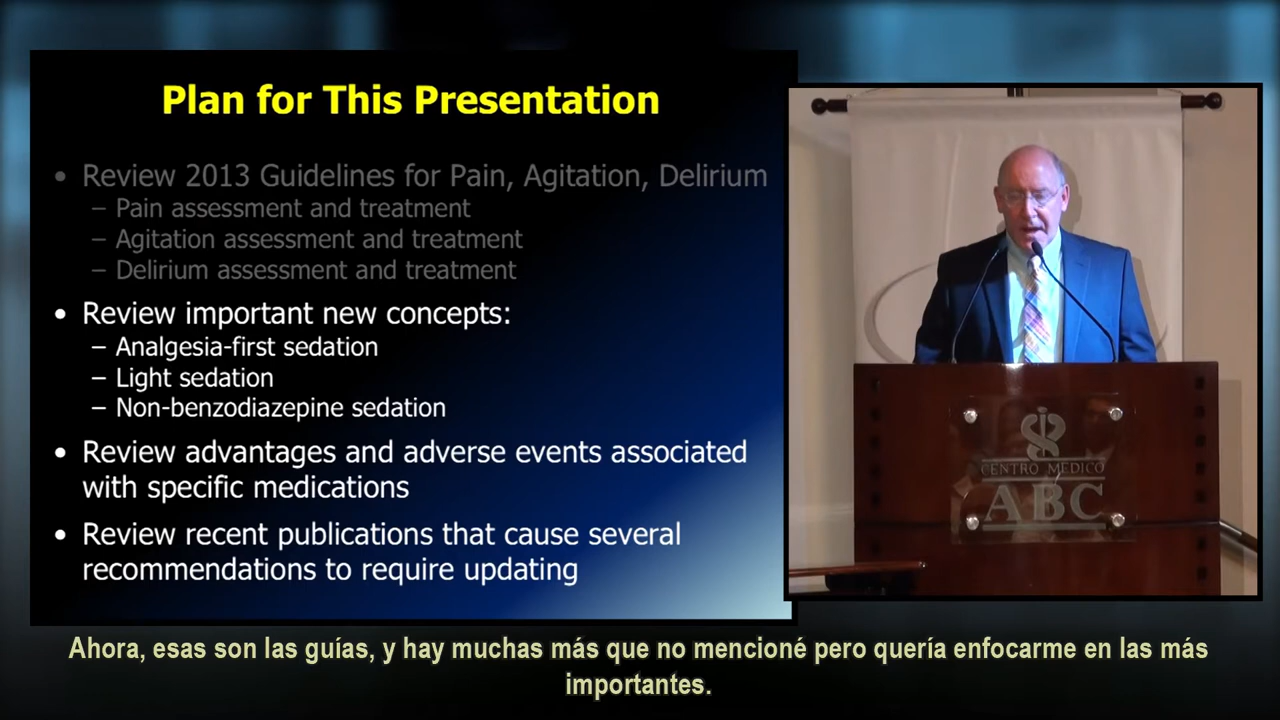 Plan for This Presentation
• Review 2013 Guidelines for Pain, Agitation, Delirium
– Pain assessment and treatment
– Agitation assessment and treatment
– Delirium assessment and treatment
• Review important new concepts:
– Analgesia-first sedation
– Light sedation
– Non-benzodiazepine sedation
• Review advantages and adverse events associated
with specific medications
• Review recent publications that cause several
recommendations to require updating
CENTRO MEDICO
ABC
Ahora, esas son las guías, y hay muchas más que no mencioné pero quería enfocarme en las más
importantes.